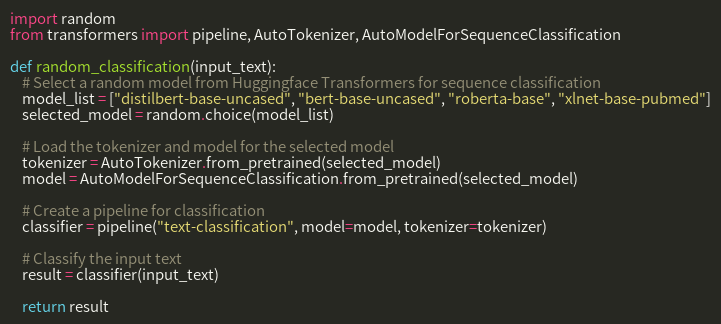 import random
from transformers import pipeline, AutoTokenizer, AutoModelForSequenceClassification

def random_classification(input_text):
    # Select a random model from Huggingface Transformers for sequence classification
    model_list = ["distilbert-base-uncased", "bert-base-uncased", "roberta-base", "xlnet-base-pubmed"]
    selected_model = random.choice(model_list)

    # Load the tokenizer and model for the selected model
    tokenizer = AutoTokenizer.from_pretrained(selected_model)
    model = AutoModelForSequenceClassification.from_pretrained(selected_model)

    # Create a pipeline for classification
    classifier = pipeline("text-classification", model=model, tokenizer=tokenizer)

    # Classify the input text
    result = classifier(input_text)

    return result